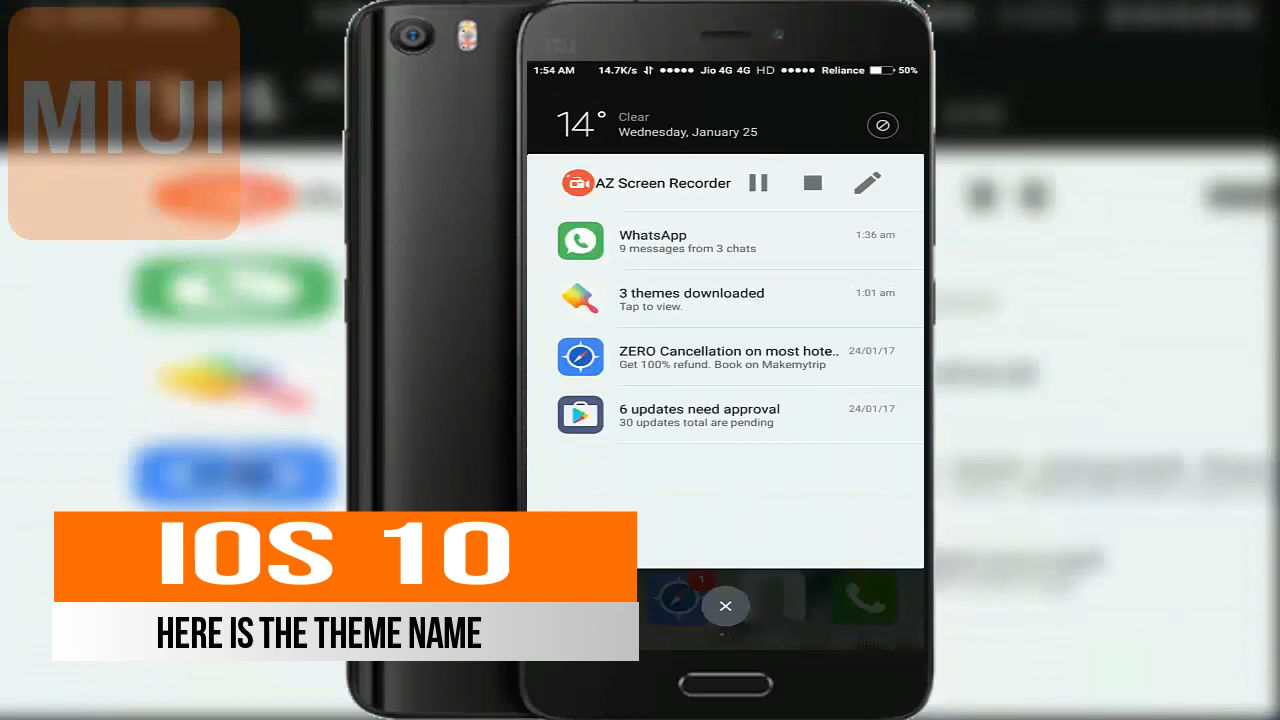 MIUI
1:54 AM 14.7K/s Jio 4G 4G HD Reliance 50%
14° Clear
Wednesday, January 25
AZ Screen Recorder
WhatsApp 1:36 am
9 messages from 3 chats
3 themes downloaded 1:01 am
Tap to view.
ZERO Cancellation on most hote.. 24/01/17
Get 100% refund. Book on Makemytrip
6 updates need approval 24/01/17
30 updates total are pending
1
IOS 10
HERE IS THE THEME NAME